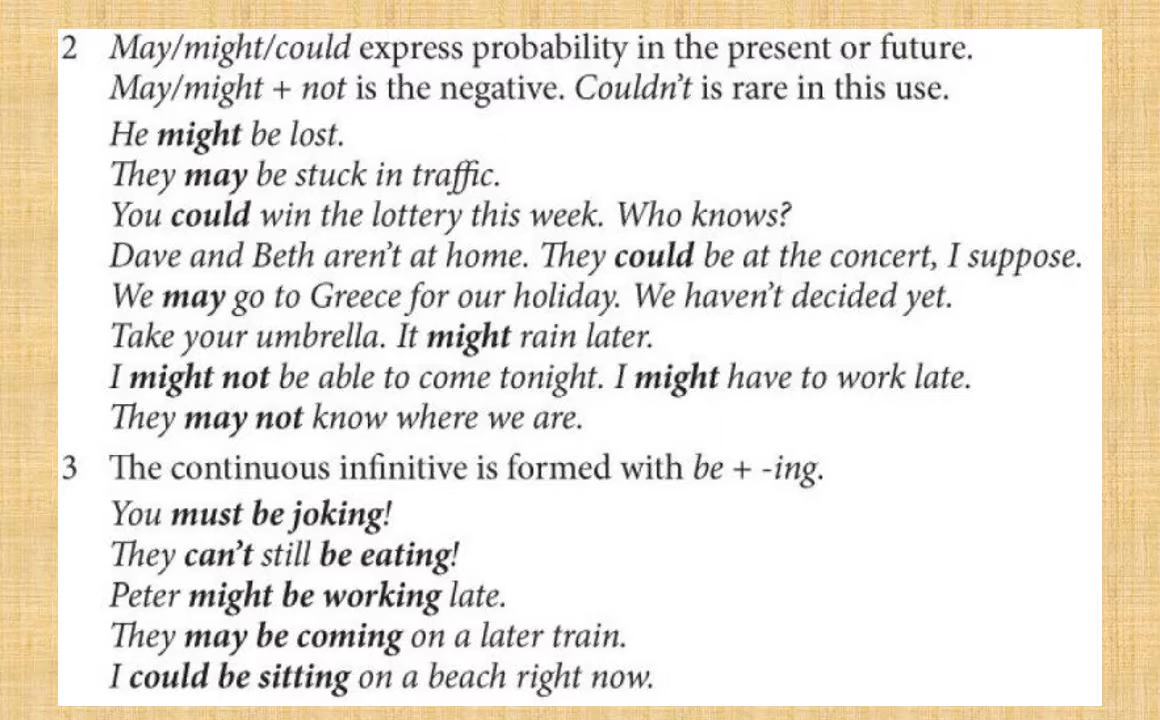 2 May/might/could express probability in the present or future.
May/might + not is the negative. Couldn't is rare in this use.
He might be lost.
They may be stuck in traffic.
You could win the lottery this week. Who knows?
Dave and Beth aren't at home. They could be at the concert, I suppose.
We may go to Greece for our holiday. We haven't decided yet.
Take your umbrella. It might rain later.
I might not be able to come tonight. I might have to work late.
They may not know where we are.
3 The continuous infinitive is formed with be + -ing.
You must be joking!
They can't still be eating!
Peter might be working late.
They may be coming on a later train.
I could be sitting on a beach right now.